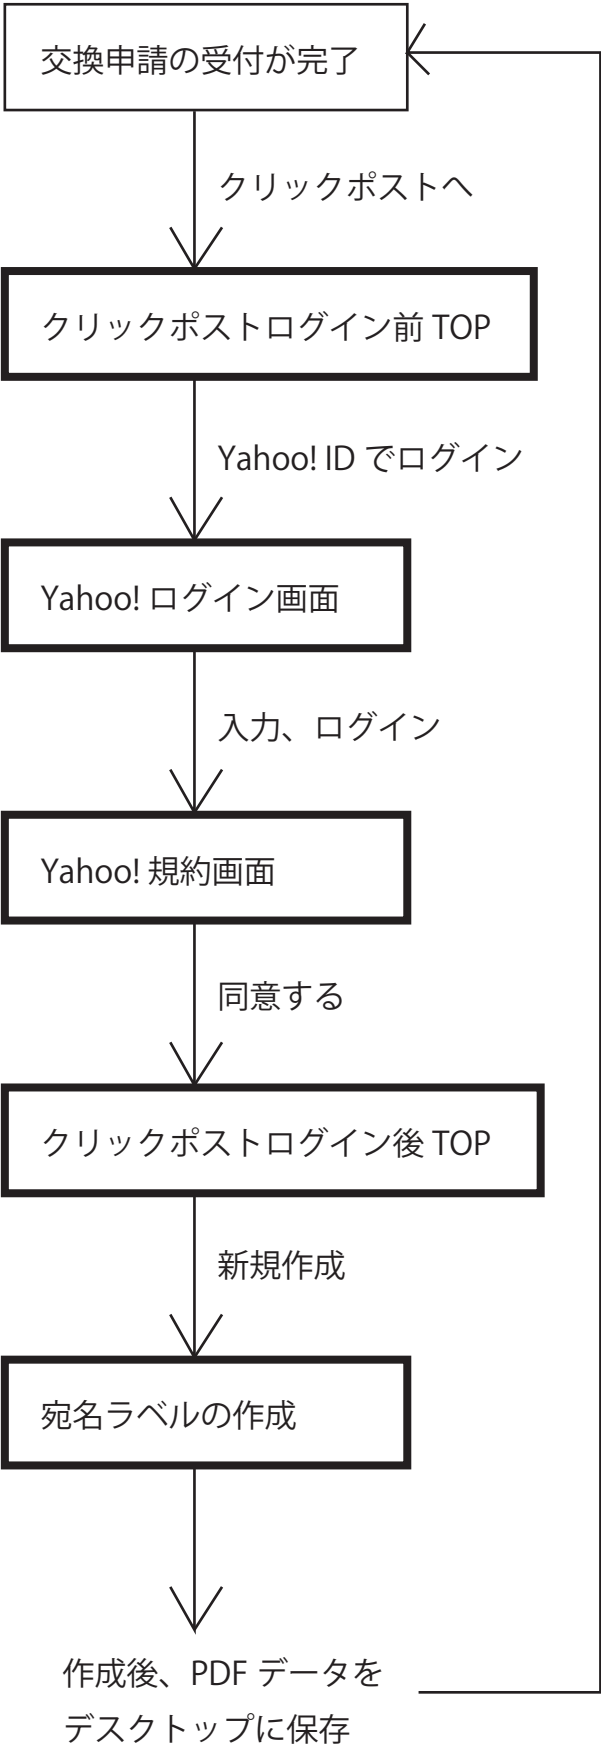 交換申請の受付が完了
クリックポストへ
クリックポストログイン前 TOP
Yahoo! ID でログイン
Yahoo! ログイン画面
入力、ログイン
Yahoo! 規約画面
同意する
クリックポストログイン後 TOP
新規作成
宛名ラベルの作成
作成後、PDF データを
デスクトップに保存